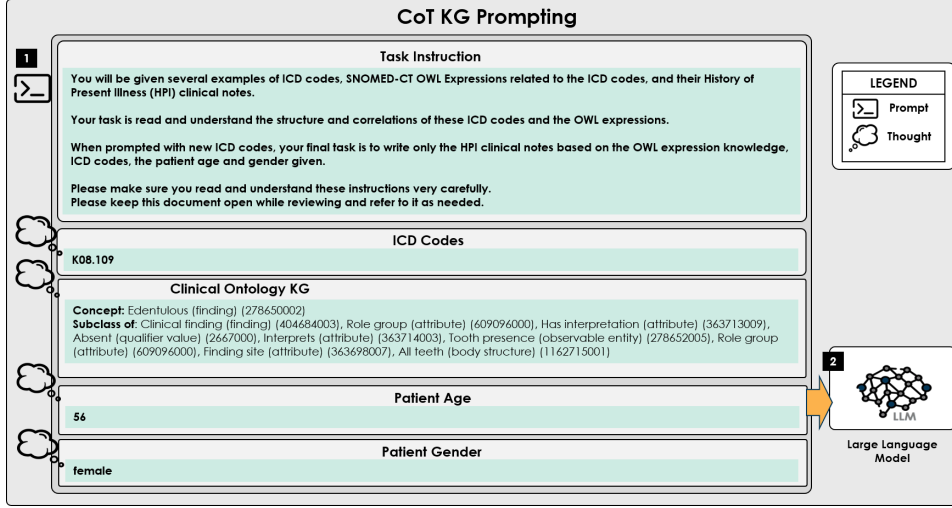 CoT KG Prompting
1
Task Instruction
You will be given several examples of ICD codes, SNOMED-CT OWL Expressions related to the ICD codes, and their History of
Present Illness (HPI) clinical notes.
Your task is read and understand the structure and correlations of these ICD codes and the OWL expressions.
When prompted with new ICD codes, your final task is to write only the HPI clinical notes based on the OWL expression knowledge,
ICD codes, the patient age and gender given.
Please make sure you read and understand these instructions very carefully.
Please keep this document open while reviewing and refer to it as needed.
LEGEND
Prompt
Thought
ICD Codes
K08.109
Clinical Ontology KG
Concept: Edentulous (finding) (278650002)
Subclass of: Clinical finding (finding) (404684003), Role group (attribute) (609096000), Has interpretation (attribute) (363713009),
Absent (qualifier value) (2667000), Interprets (attribute) (363714003), Tooth presence (observable entity) (278652005), Role group
(attribute) (609096000), Finding site (attribute) (363698007), All teeth (body structure) (1162715001)
Patient Age
56
Patient Gender
female
2
LLM
Large Language
Model